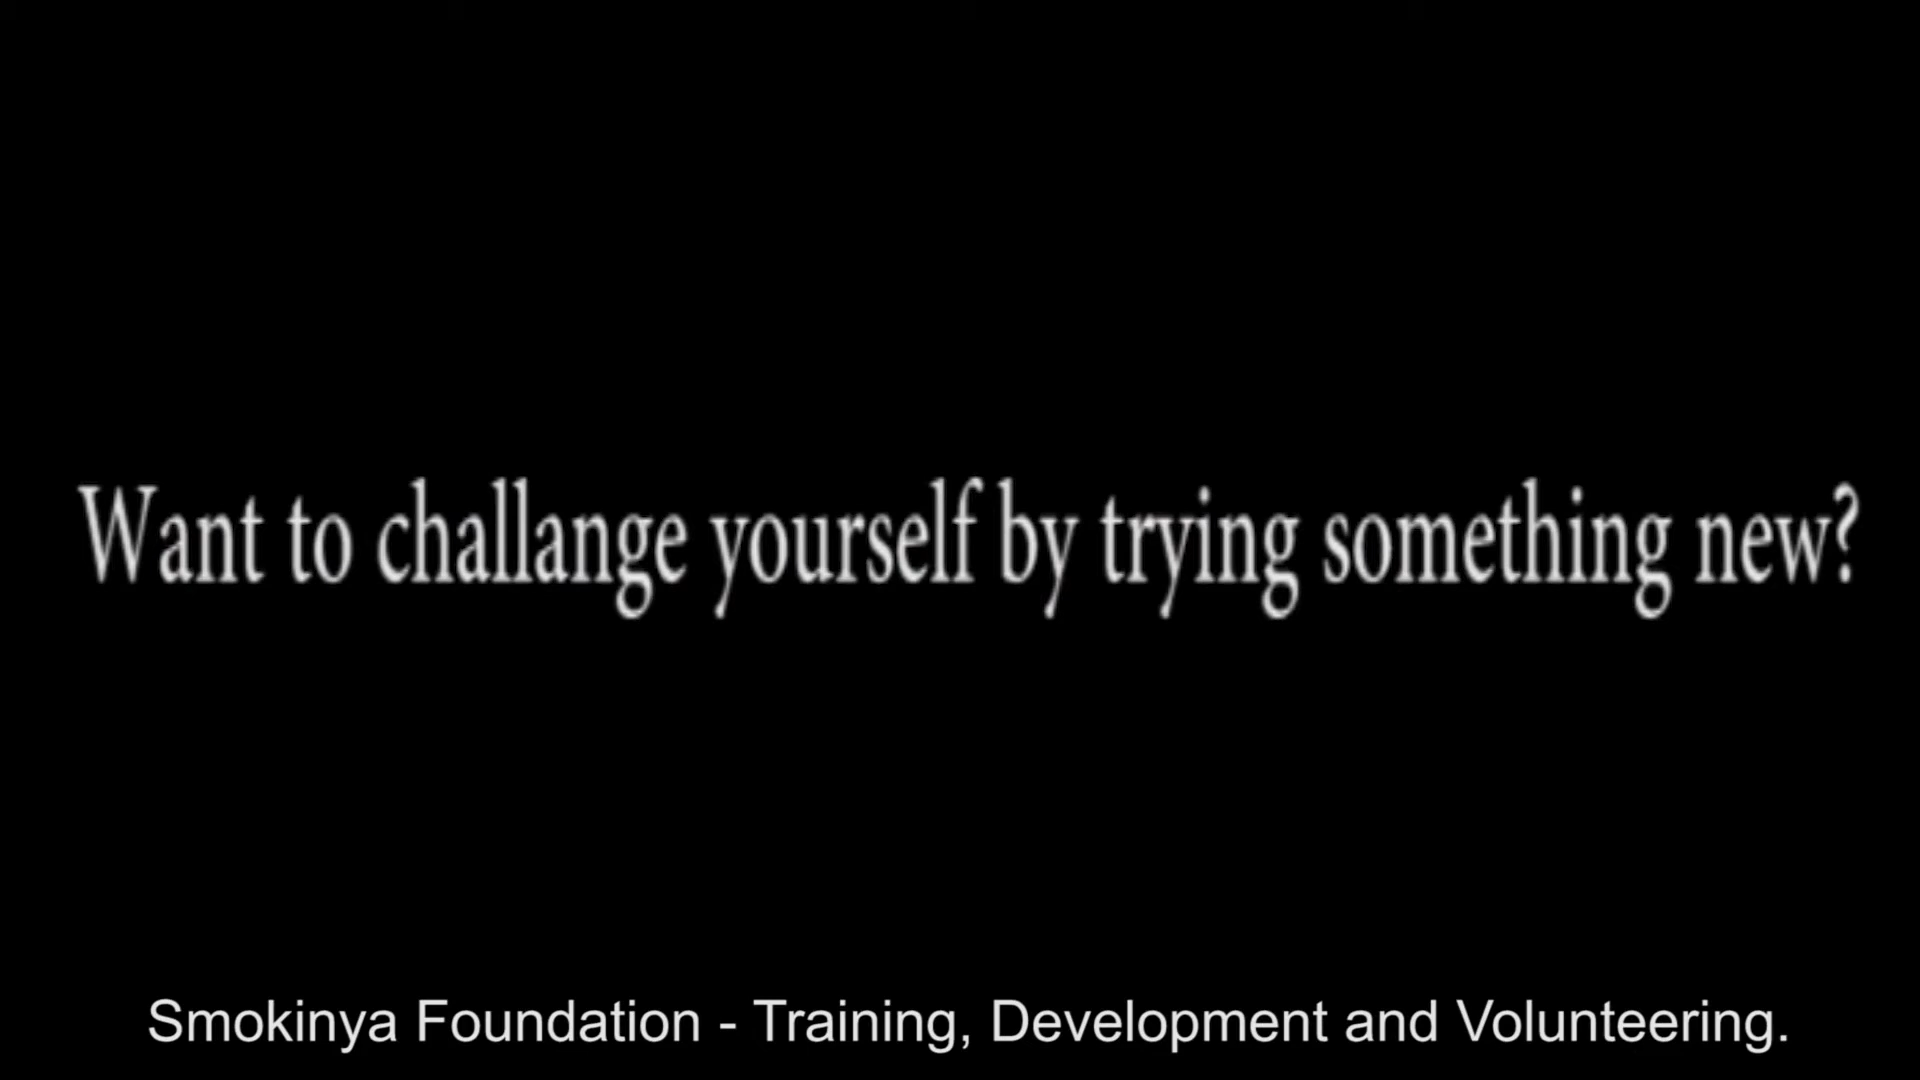 Want to challange yourself by trying something new?
Smokinya Foundation - Training, Development and Volunteering.